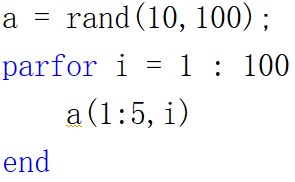 a = rand(10,100);
parfor i = 1 : 100
    a(1:5,i)
end